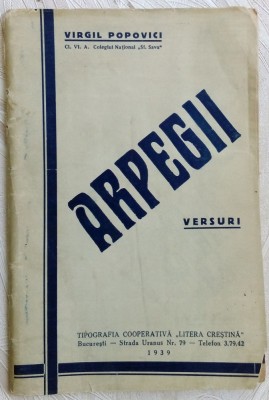 VIRGIL POPOVICI
Cl. VI. A. Colegiul Național „Sf. Sava"
ARPEGII
VERSURI
TIPOGRAFIA COOPERATIVĂ „LITERA CREȘTINĂ"
București — Strada Uranus Nr. 79 — Telefon 3.79.42
1939